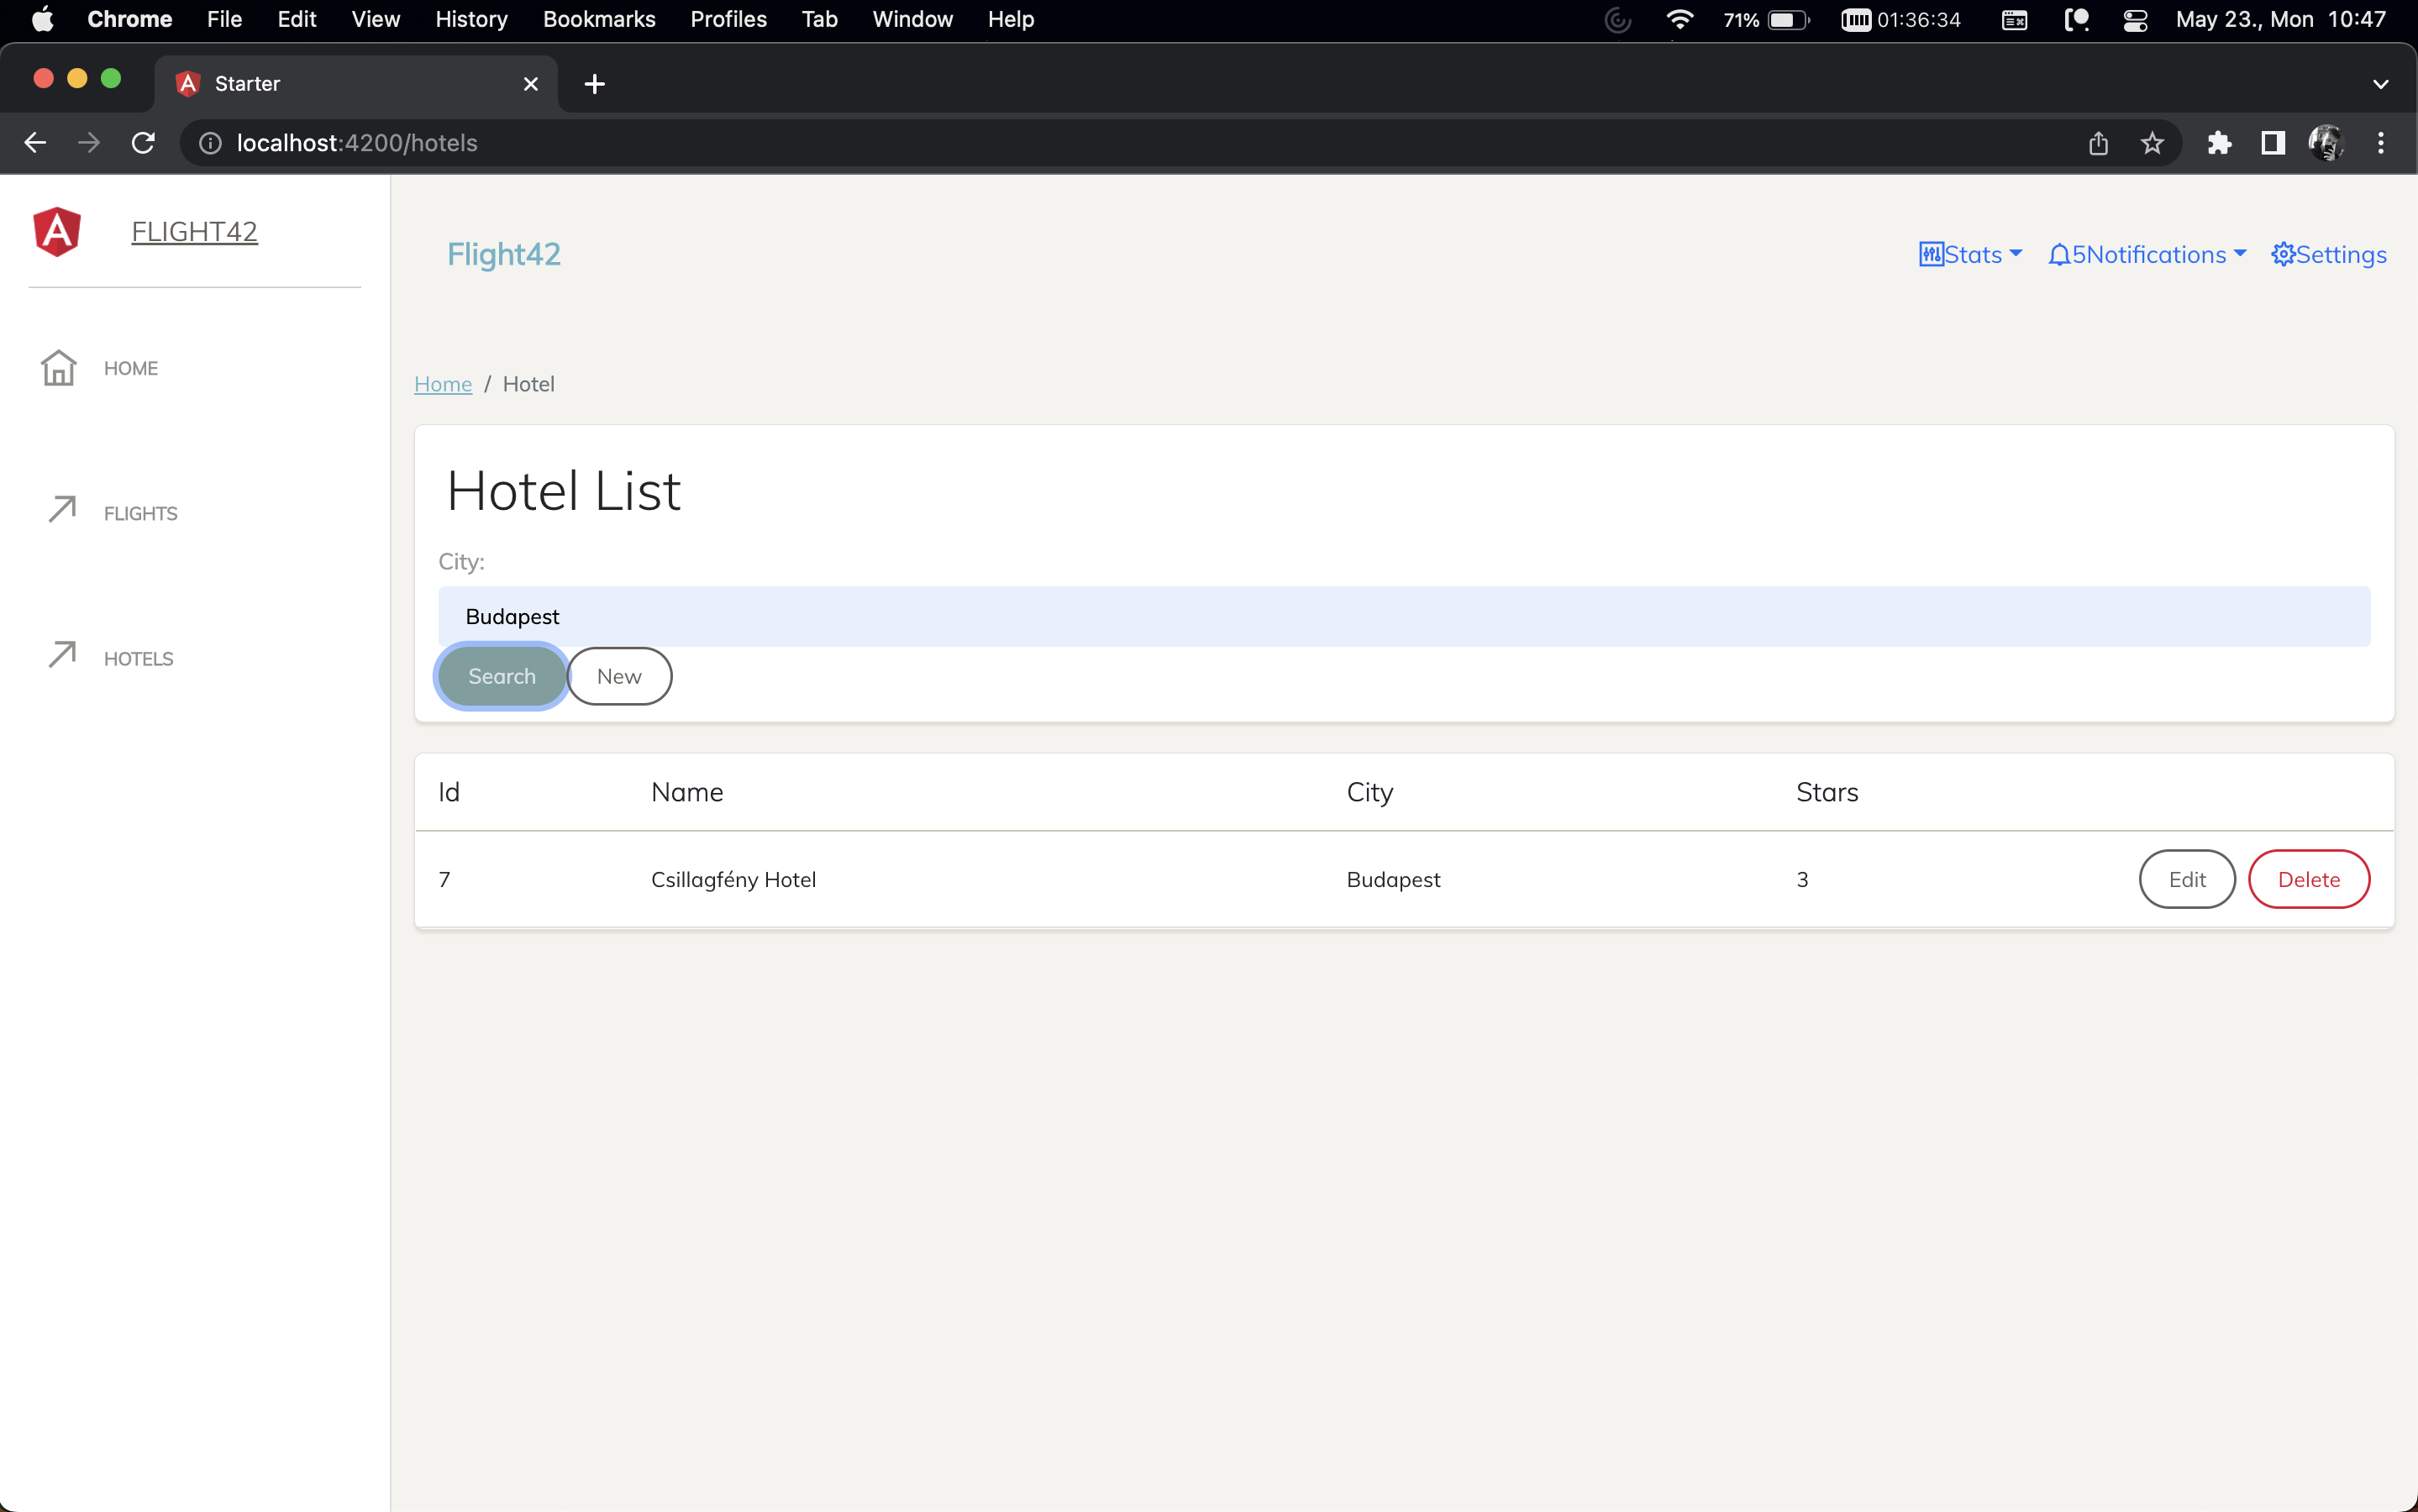 Chrome File Edit View History Bookmarks Profiles Tab Window Help 71% 01:36:34 May 23., Mon 10:47
Starter
localhost:4200/hotels
FLIGHT42
Flight42
Stats 5Notifications Settings
HOME
Home / Hotel
Hotel List
FLIGHTS
City:
Budapest
HOTELS
Search New
Id Name City Stars
7 Csillagfény Hotel Budapest 3 Edit Delete